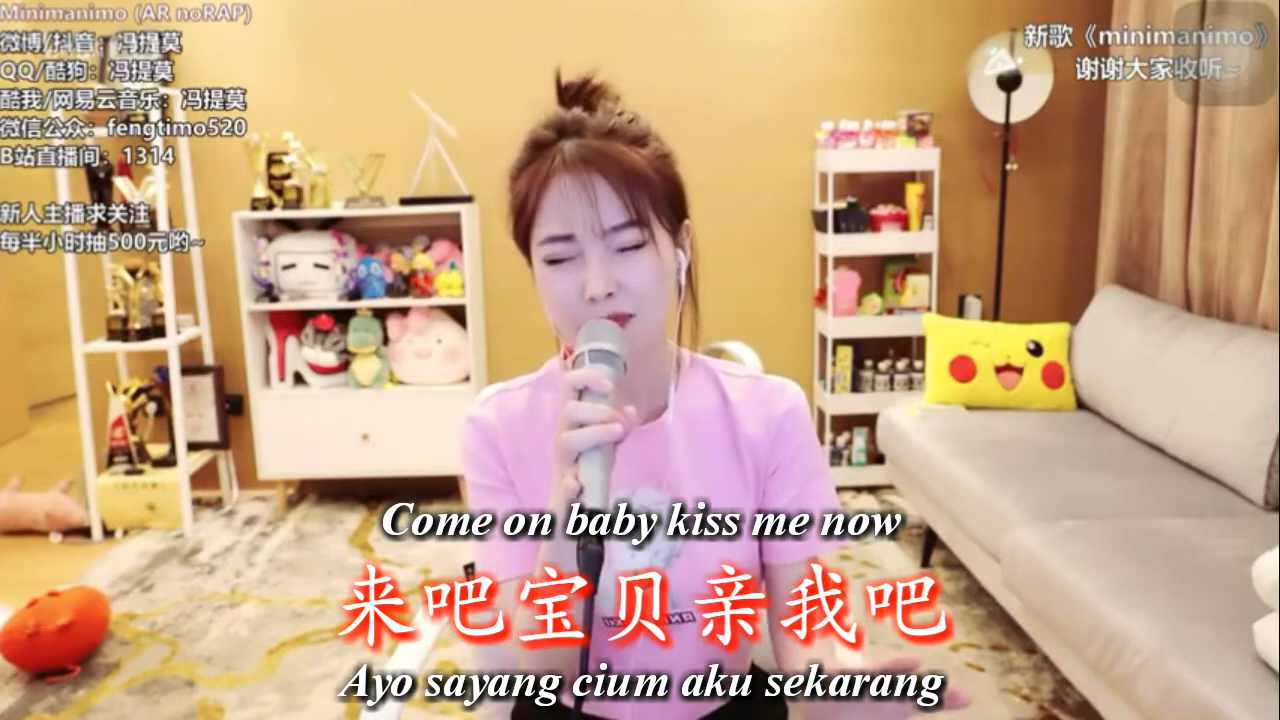 Minimanimo (AR noRAP)
微博/抖音：冯提莫
QQ/酷狗：冯提莫
酷我/网易云音乐：冯提莫
微信公众：fengtimo520
B站直播间：1314
新人主播求关注
每半小时抽500元哟~
新歌《minimanimo》
谢谢大家收听~
Come on baby kiss me now
来吧宝贝亲我吧
Ayo sayang cium aku sekarang